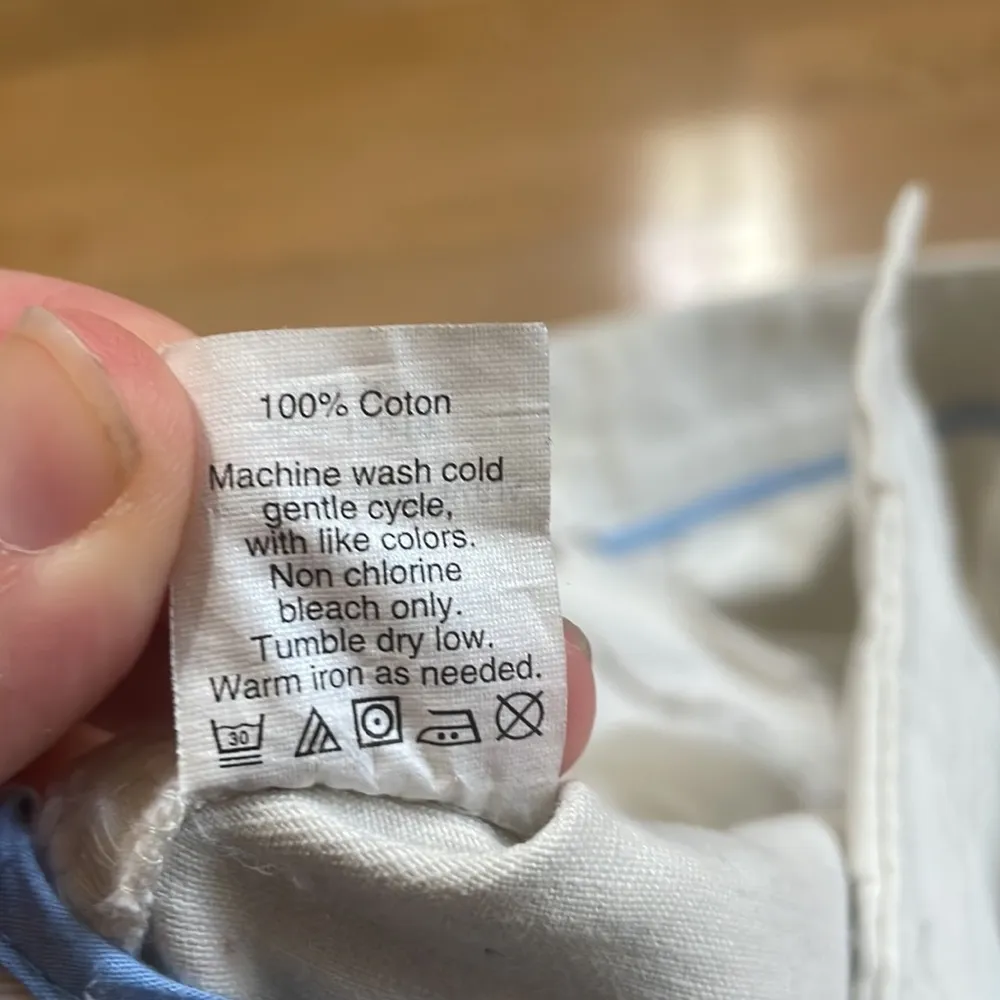 100% Coton
Machine wash cold
gentle cycle,
with like colors.
Non chlorine
bleach only.
Tumble dry low.
Warm iron as needed.
30